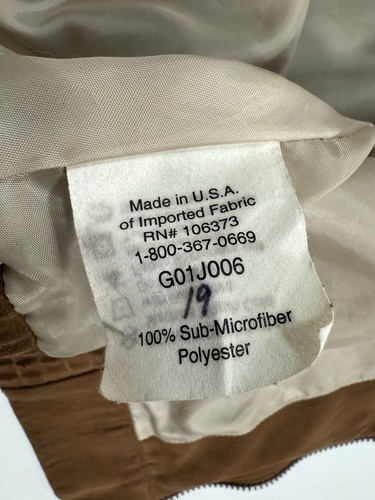 Made in U.S.A.
of Imported Fabric
RN# 106373
1-800-367-0669
G01J006
19
100% Sub-Microfiber
Polyester